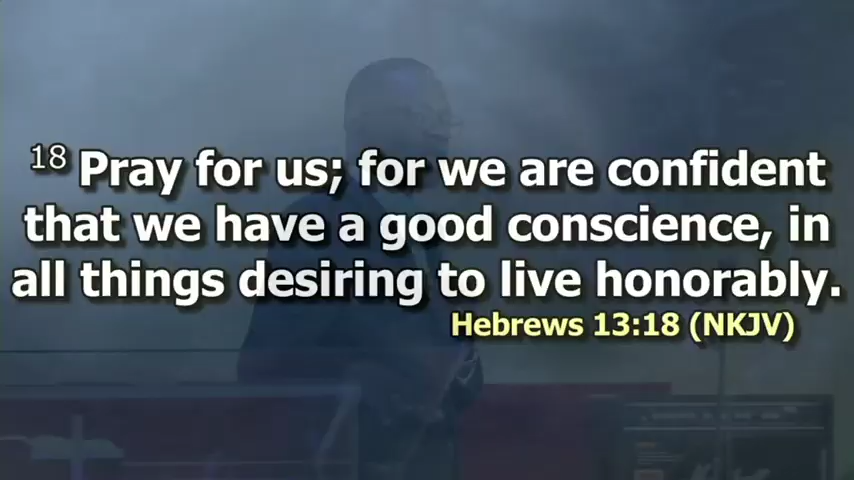 18 Pray for us; for we are confident
that we have a good conscience, in
all things desiring to live honorably.
Hebrews 13:18 (NKJV)